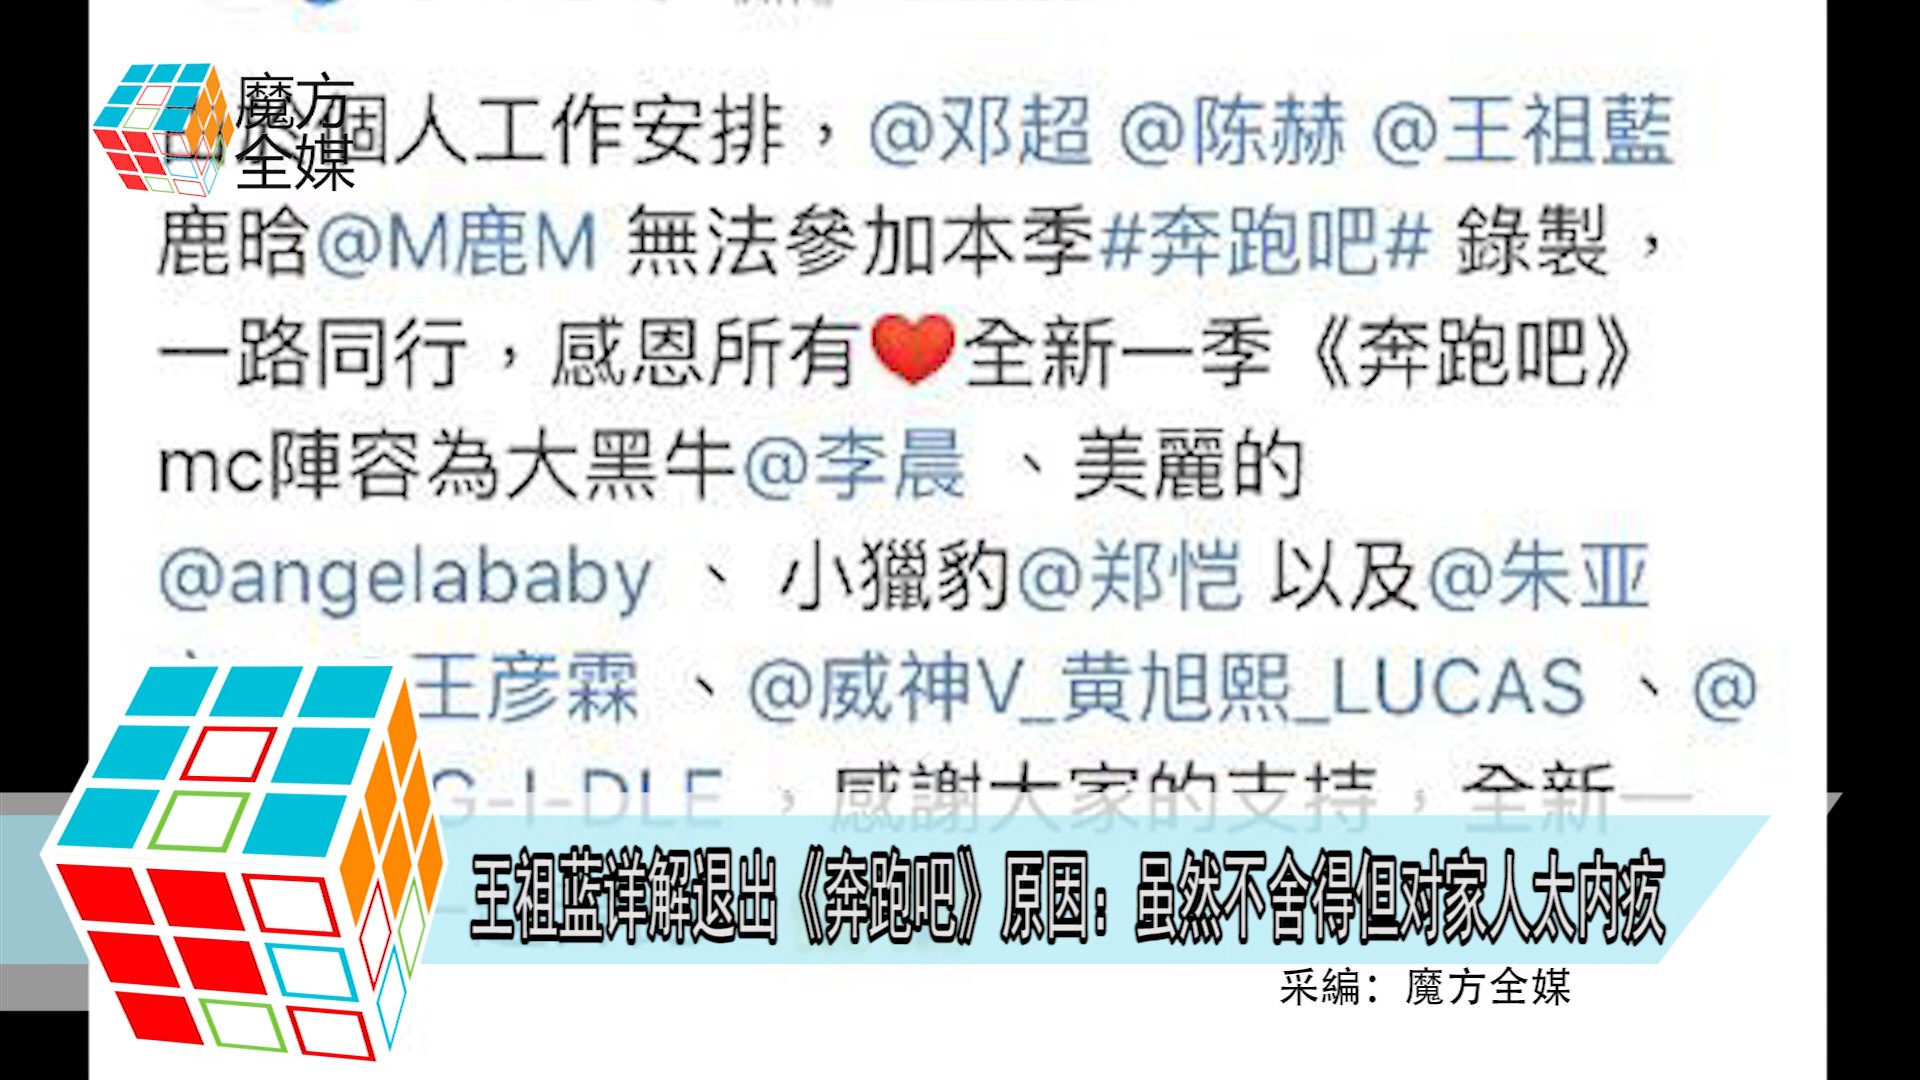 魔方
全媒
個人工作安排，@邓超 @陈赫 @王祖藍
鹿晗@M鹿M 無法參加本季#奔跑吧# 錄製，
一路同行，感恩所有❤️全新一季《奔跑吧》
mc陣容為大黑牛@李晨 、美麗的
@angelababy 、 小獵豹@郑恺 以及@朱亚
王彦霖 、@威神V_黄旭熙_LUCAS 、@
G-I-DLE ，感謝大家的支持，全新一
王祖蓝详解退出《奔跑吧》原因：虽然不舍得但对家人太内疚
采編：魔方全媒